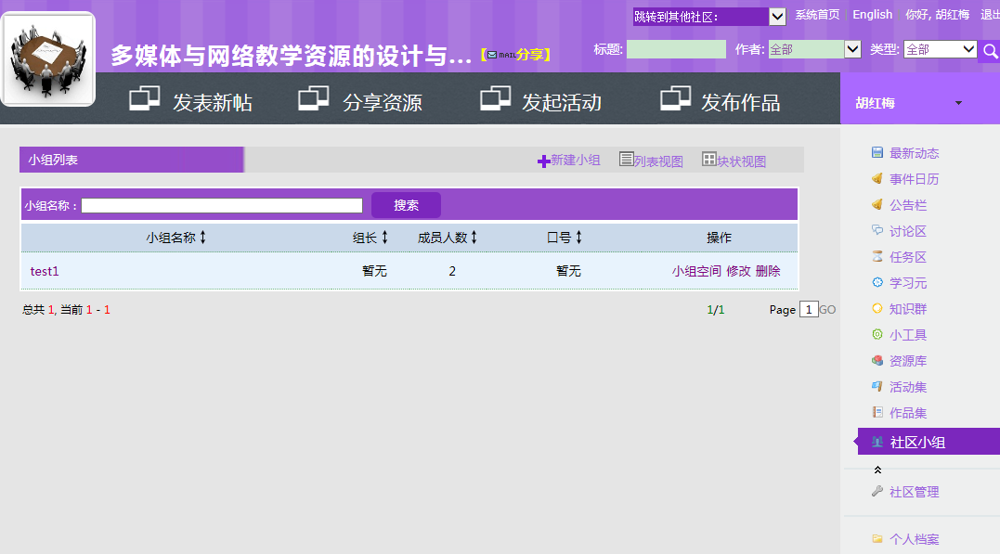 跳转到其他社区：
系统首页 English 你好, 胡红梅 退出
多媒体与网络教学资源的设计与... 【MAIL分享】
标题: 作者: 全部 类型: 全部
发表新帖 分享资源 发起活动 发布作品
胡红梅
小组列表
新建小组 列表视图 块状视图
小组名称： 搜索
小组名称 组长 成员人数 口号 操作
test1 暂无 2 暂无 小组空间 修改 删除
总共 1, 当前 1 - 1 1/1 Page 1 GO
最新动态
事件日历
公告栏
讨论区
任务区
学习元
知识群
小工具
资源库
活动集
作品集
社区小组
社区管理
个人档案